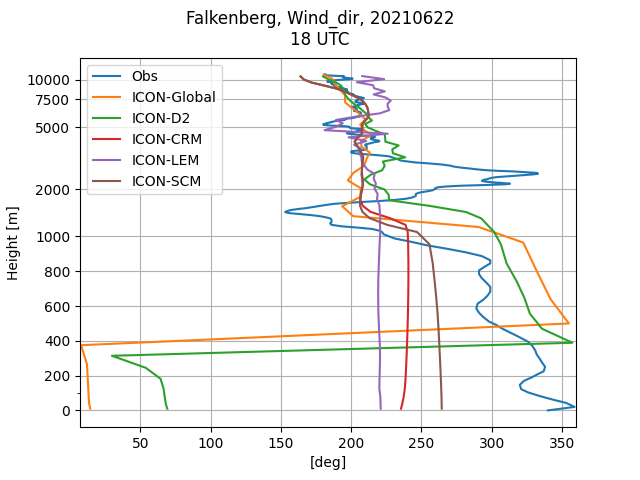 Falkenberg, Wind_dir, 20210622
18 UTC
Obs
ICON-Global
ICON-D2
ICON-CRM
ICON-LEM
ICON-SCM
Height [m]
10000
7500
5000
2000
1000
800
600
400
200
0
50 100 150 200 250 300 350
[deg]